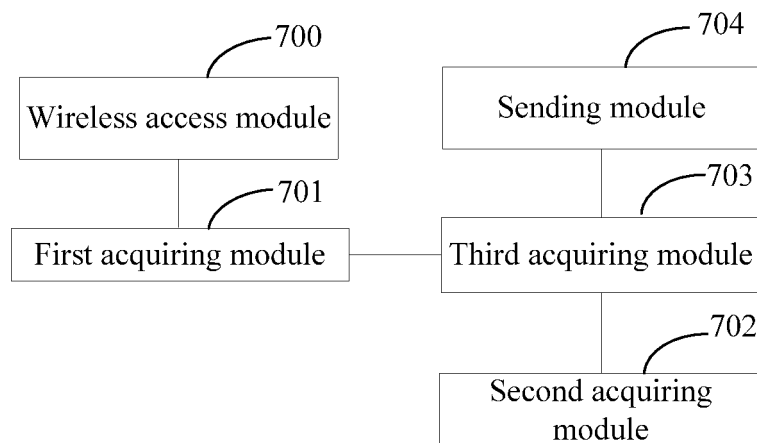 700
Wireless access module
704
Sending module
701
First acquiring module
703
Third acquiring module
702
Second acquiring
module